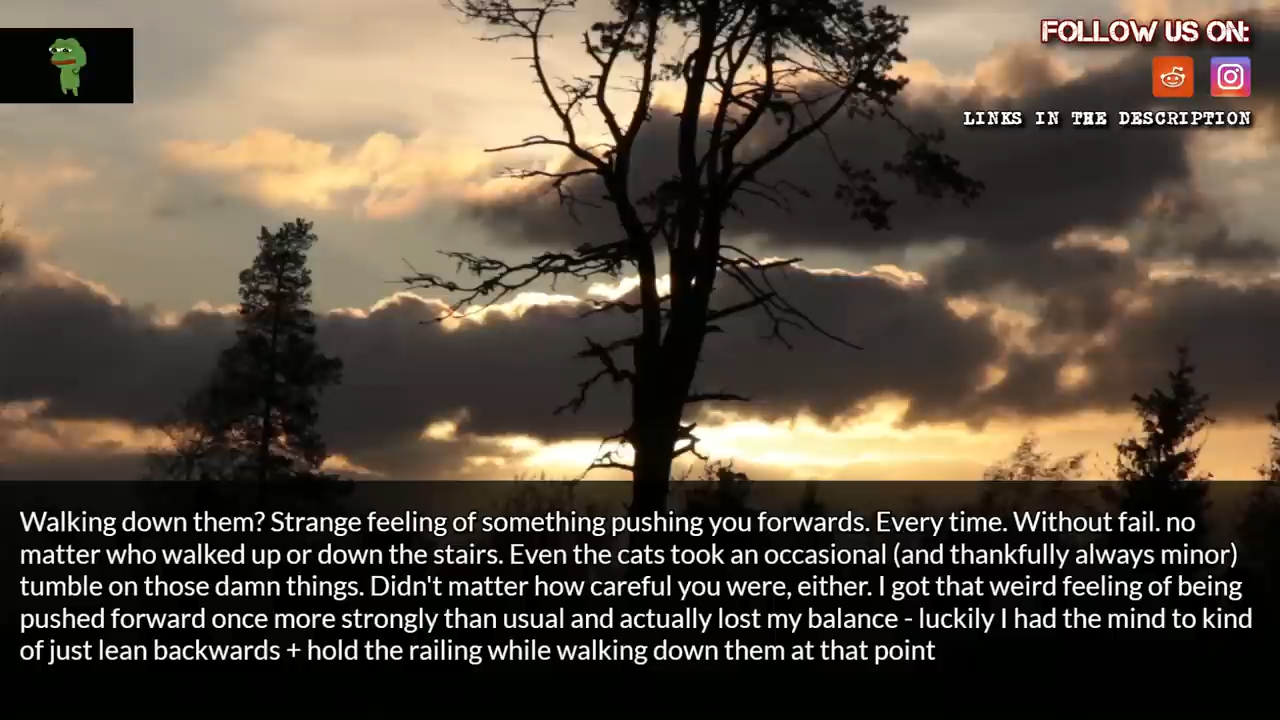 FOLLOW US ON:
LINKS IN THE DESCRIPTION
Walking down them? Strange feeling of something pushing you forwards. Every time. Without fail. no
matter who walked up or down the stairs. Even the cats took an occasional (and thankfully always minor)
tumble on those damn things. Didn't matter how careful you were, either. I got that weird feeling of being
pushed forward once more strongly than usual and actually lost my balance - luckily I had the mind to kind
of just lean backwards + hold the railing while walking down them at that point